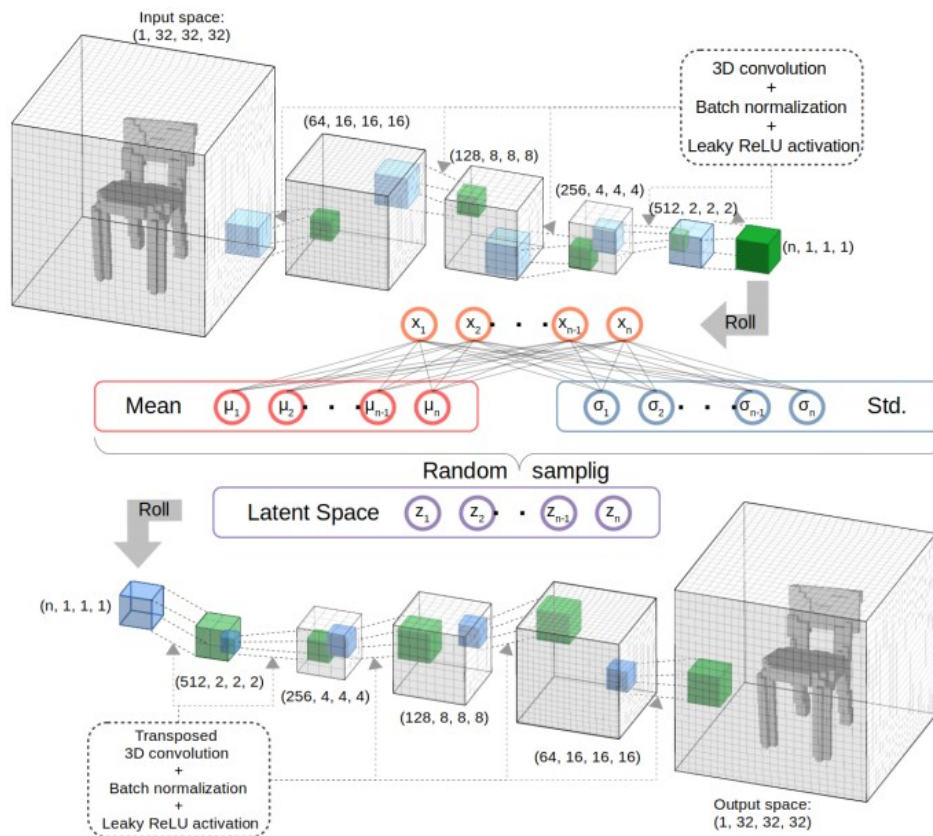 Input space:
(1, 32, 32, 32)
(64, 16, 16, 16)
(128, 8, 8, 8)
(256, 4, 4, 4)
(512, 2, 2, 2)
(n, 1, 1, 1)
3D convolution
+
Batch normalization
+
Leaky ReLU activation
Roll
x₁ x₂ · · · xₙ₋₁ xₙ
Mean μ₁ μ₂ · · · μₙ₋₁ μₙ
σ₁ σ₂ · · · σₙ₋₁ σₙ Std.
Random samplig
Latent Space z₁ z₂ · · zₙ₋₁ zₙ
Roll
(n, 1, 1, 1)
(512, 2, 2, 2)
(256, 4, 4, 4)
(128, 8, 8, 8)
(64, 16, 16, 16)
Transposed
3D convolution
+
Batch normalization
+
Leaky ReLU activation
Output space:
(1, 32, 32, 32)